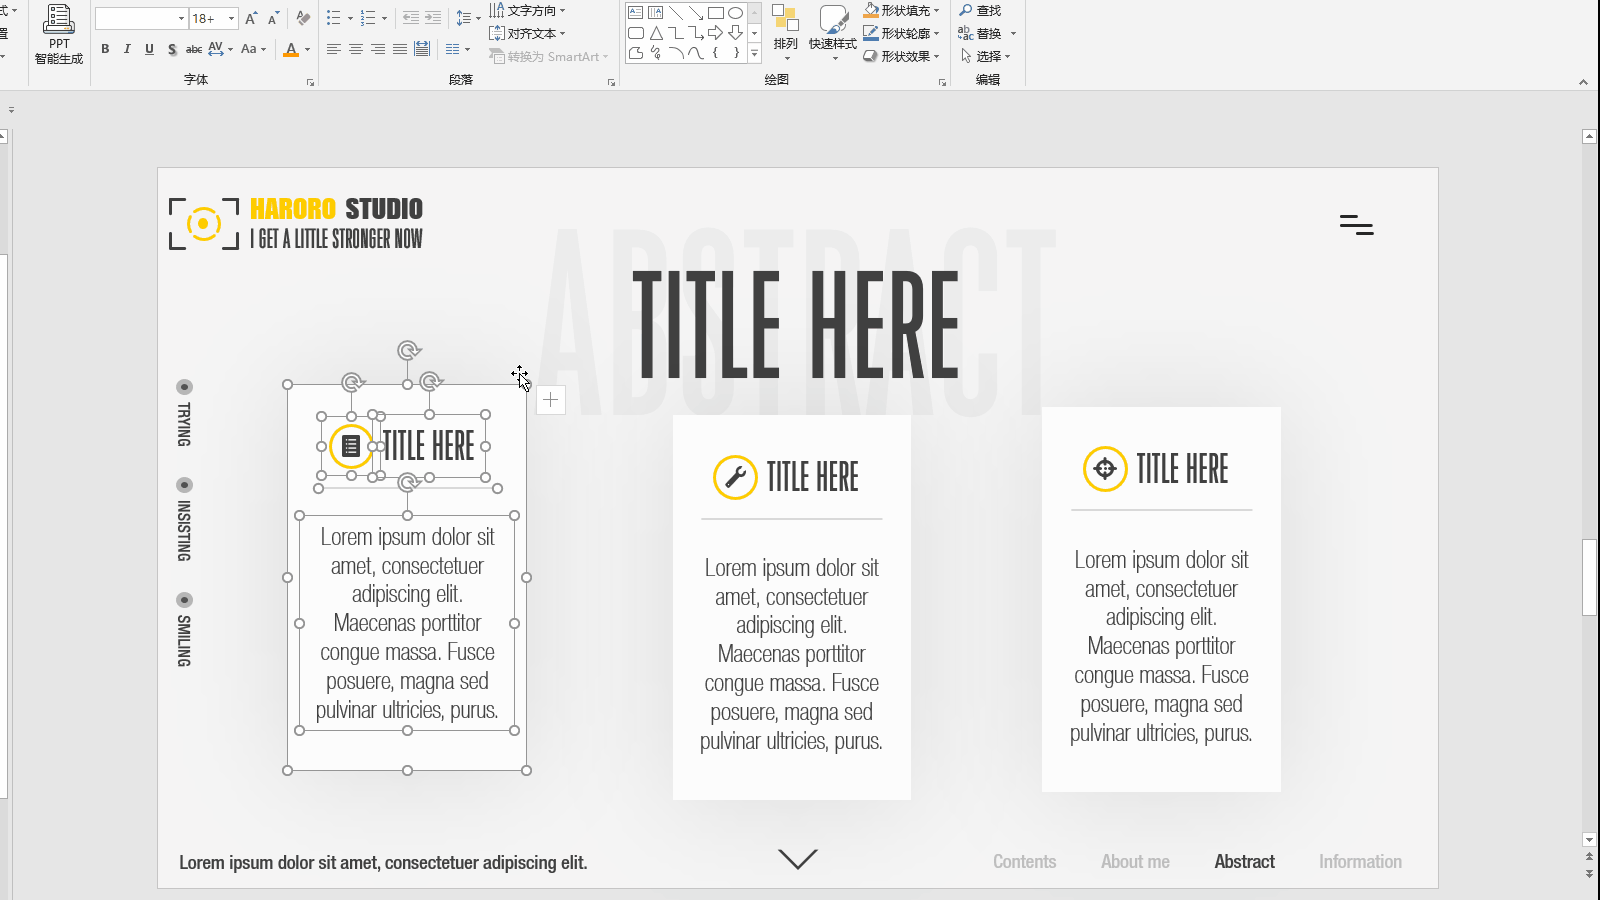 式
置
PPT
智能生成
18+
B I U S abc AV Aa A
字体
文字方向
对齐文本
转换为 SmartArt
段落
排列
快速样式
形状填充
形状轮廓
形状效果
绘图
查找
替换
选择
编辑
HARORO STUDIO
I GET A LITTLE STRONGER NOW
ABSTRACT
TITLE HERE
TRYING
INSISTING
SMILING
TITLE HERE
Lorem ipsum dolor sit
amet, consectetuer
adipiscing elit.
Maecenas porttitor
congue massa. Fusce
posuere, magna sed
pulvinar ultricies, purus.
TITLE HERE
Lorem ipsum dolor sit
amet, consectetuer
adipiscing elit.
Maecenas porttitor
congue massa. Fusce
posuere, magna sed
pulvinar ultricies, purus.
TITLE HERE
Lorem ipsum dolor sit
amet, consectetuer
adipiscing elit.
Maecenas porttitor
congue massa. Fusce
posuere, magna sed
pulvinar ultricies, purus.
Lorem ipsum dolor sit amet, consectetuer adipiscing elit.
Contents About me Abstract Information